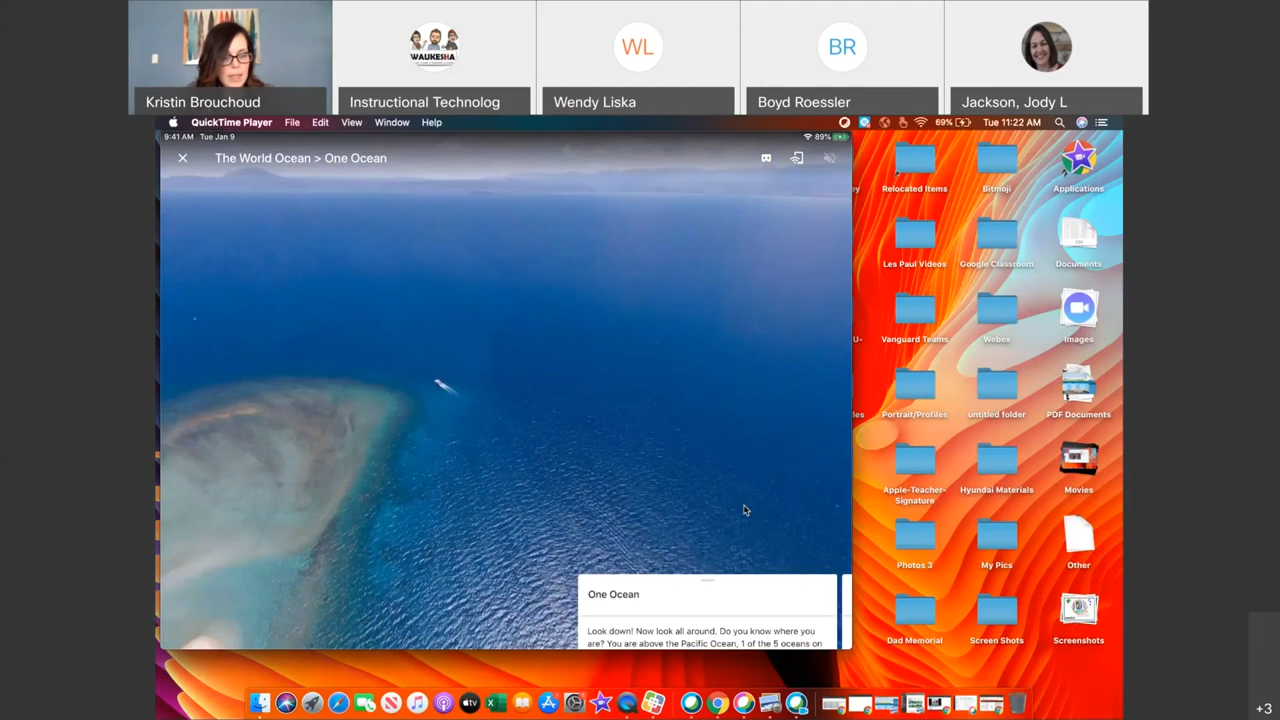 WAUKESHA
WL
BR
Kristin Brouchoud
Instructional Technolog
Wendy Liska
Boyd Roessler
Jackson, Jody L
QuickTime Player File Edit View Window Help
69% Tue 11:22 AM
9:41 AM Tue Jan 9
89%
The World Ocean > One Ocean
ey
Relocated Items
Bitmoji
Applications
Les Paul Videos
Google Classroom
Documents
U-
Vanguard Teams
Webex
Images
les
Portrait/Profiles
untitled folder
PDF Documents
Apple-Teacher-
Signature
Hyundai Materials
Movies
Photos 3
My Pics
Other
One Ocean
Look down! Now look all around. Do you know where you
are? You are above the Pacific Ocean, 1 of the 5 oceans on
Dad Memorial
Screen Shots
Screenshots
tv
+3